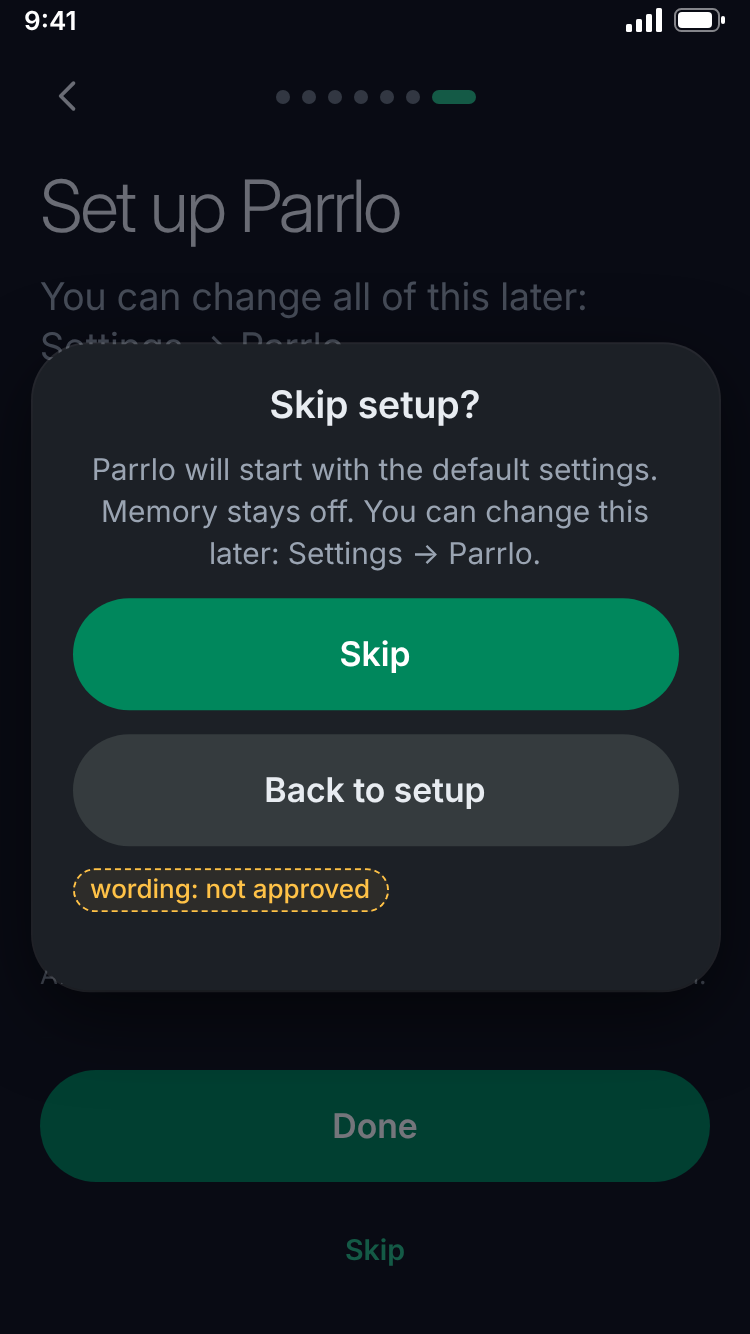 9:41
Set up Parrlo
You can change all of this later:
Settings → Parrlo
Skip setup?
Parrlo will start with the default settings.
Memory stays off. You can change this
later: Settings → Parrlo.
Skip
Back to setup
wording: not approved
Done
Skip